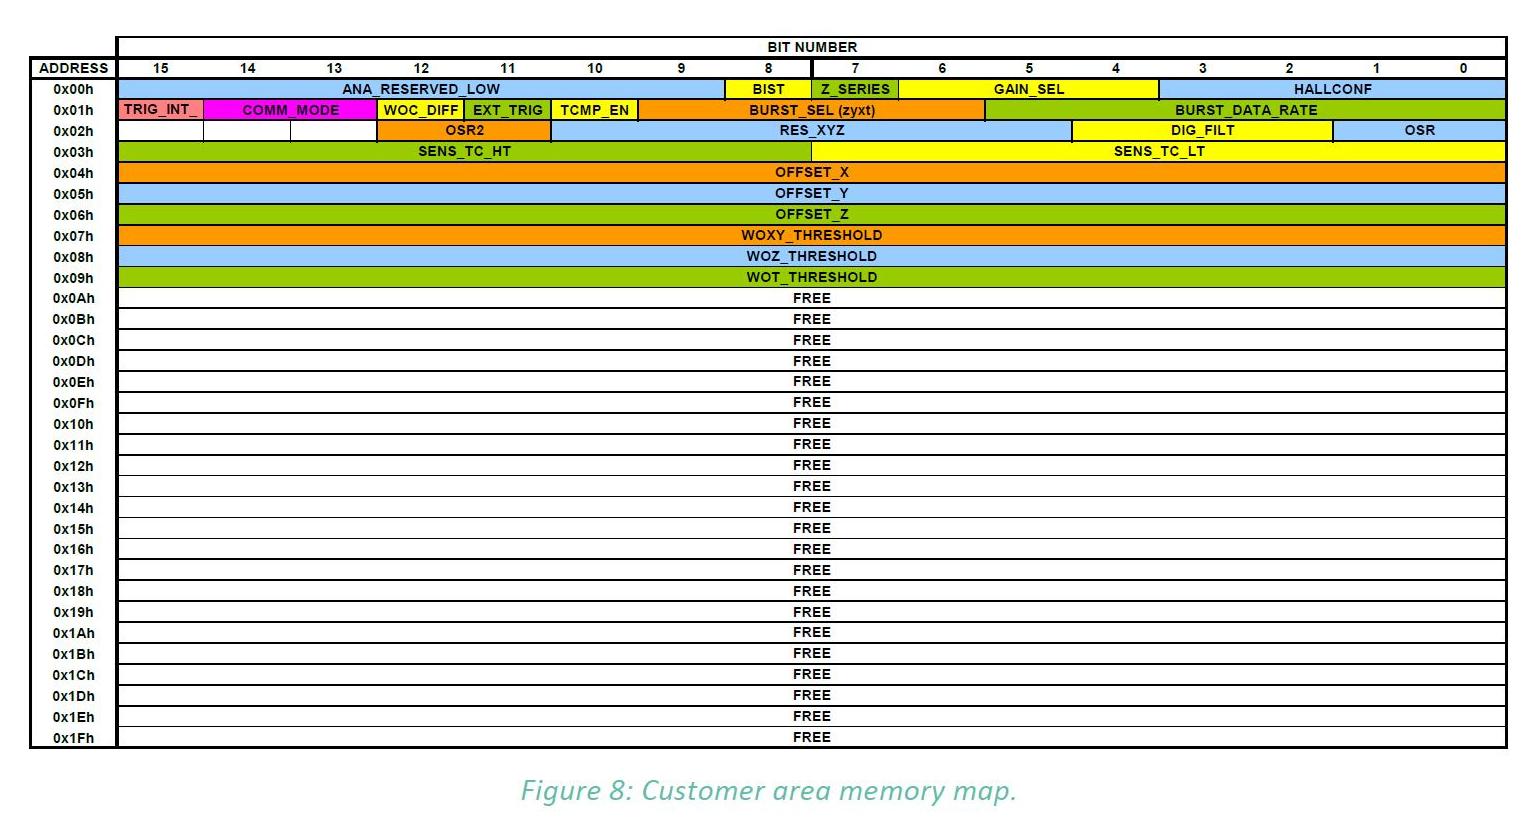 BIT NUMBER
ADDRESS 15 14 13 12 11 10 9 8 7 6 5 4 3 2 1 0
0x00h ANA_RESERVED_LOW BIST Z_SERIES GAIN_SEL HALLCONF
0x01h TRIG_INT_ COMM_MODE WOC_DIFF EXT_TRIG TCMP_EN BURST_SEL (zyxt) BURST_DATA_RATE
0x02h OSR2 RES_XYZ DIG_FILT OSR
0x03h SENS_TC_HT SENS_TC_LT
0x04h OFFSET_X
0x05h OFFSET_Y
0x06h OFFSET_Z
0x07h WOXY_THRESHOLD
0x08h WOZ_THRESHOLD
0x09h WOT_THRESHOLD
0x0Ah FREE
0x0Bh FREE
0x0Ch FREE
0x0Dh FREE
0x0Eh FREE
0x0Fh FREE
0x10h FREE
0x11h FREE
0x12h FREE
0x13h FREE
0x14h FREE
0x15h FREE
0x16h FREE
0x17h FREE
0x18h FREE
0x19h FREE
0x1Ah FREE
0x1Bh FREE
0x1Ch FREE
0x1Dh FREE
0x1Eh FREE
0x1Fh FREE
Figure 8: Customer area memory map.